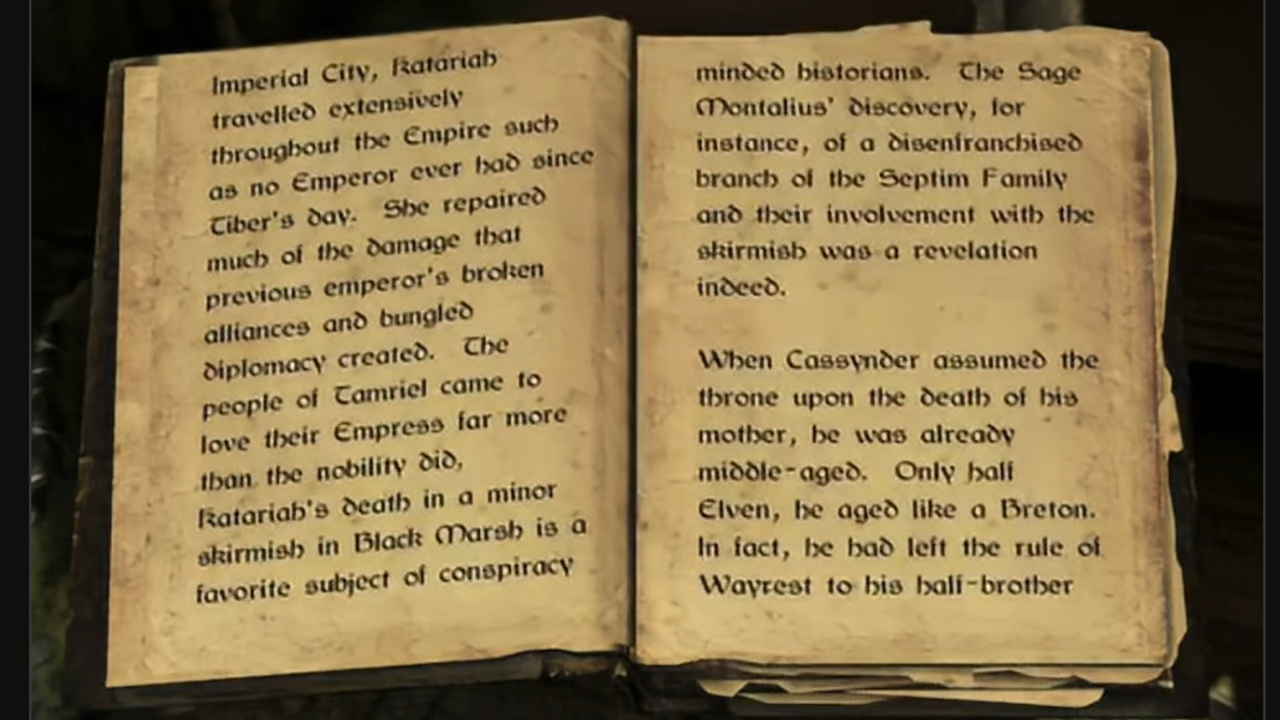 Imperial City, Katariah
travelled extensively
throughout the Empire such
as no Emperor ever had since
Tiber's day.  She repaired
much of the damage that
previous emperor's broken
alliances and bungled
diplomacy created.  The
people of Tamriel came to
love their Empress far more
than the nobility did,
Katariah's death in a minor
skirmish in Black Marsh is a
favorite subject of conspiracy
minded historians.  The Sage
Montalius' discovery, for
instance, of a disenfranchised
branch of the Septim Family
and their involvement with the
skirmish was a revelation
indeed.
When Cassynder assumed the
throne upon the death of his
mother, he was already
middle-aged.  Only half
Elven, he aged like a Breton.
In fact, he had left the rule of
Wayrest to his half-brother